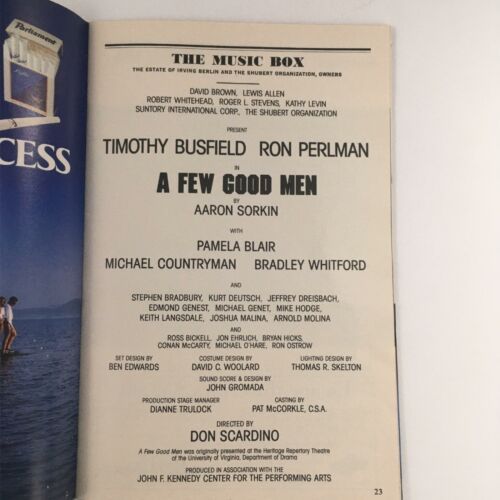 Parliament
CESS
THE MUSIC BOX
THE ESTATE OF IRVING BERLIN AND THE SHUBERT ORGANIZATION, OWNERS
DAVID BROWN, LEWIS ALLEN
ROBERT WHITEHEAD, ROGER L. STEVENS, KATHY LEVIN
SUNTORY INTERNATIONAL CORP., THE SHUBERT ORGANIZATION
PRESENT
TIMOTHY BUSFIELD RON PERLMAN
IN
A FEW GOOD MEN
BY
AARON SORKIN
WITH
PAMELA BLAIR
MICHAEL COUNTRYMAN BRADLEY WHITFORD
AND
STEPHEN BRADBURY, KURT DEUTSCH, JEFFREY DREISBACH,
EDMOND GENEST, MICHAEL GENET, MIKE HODGE,
KEITH LANGSDALE, JOSHUA MALINA, ARNOLD MOLINA
AND
ROSS BICKELL, JON EHRLICH, BRYAN HICKS,
CONAN McCARTY, MICHAEL O'HARE, RON OSTROW
SET DESIGN BY COSTUME DESIGN BY LIGHTING DESIGN BY
BEN EDWARDS DAVID C. WOOLARD THOMAS R. SKELTON
SOUND SCORE & DESIGN BY
JOHN GROMADA
PRODUCTION STAGE MANAGER CASTING BY
DIANNE TRULOCK PAT McCORKLE, C.S.A.
DIRECTED BY
DON SCARDINO
A Few Good Men was originally presented at the Heritage Repertory Theatre
at the University of Virginia, Department of Drama
PRODUCED IN ASSOCIATION WITH THE
JOHN F. KENNEDY CENTER FOR THE PERFORMING ARTS
23